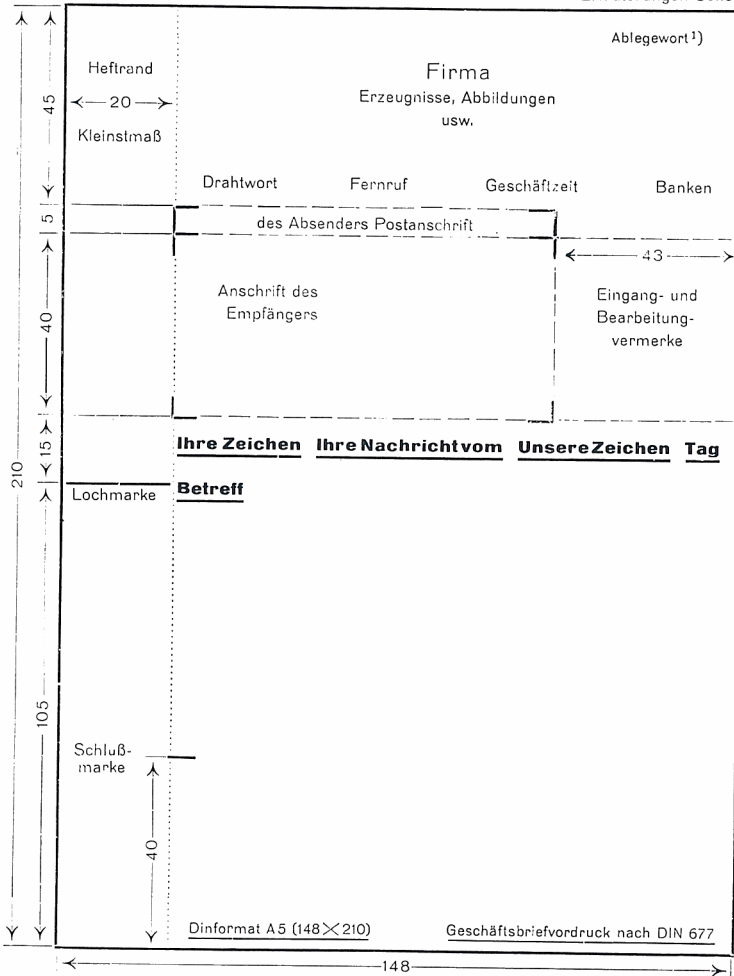 Ablegewort¹)
Heftrand
Firma
20
Erzeugnisse, Abbildungen
45
Kleinstmaß
usw.
Drahtwort Fernruf Geschäftzeit Banken
5
des Absenders Postanschrift
43
Anschrift des
Empfängers
Eingang- und
Bearbeitung-
vermerke
40
15
Ihre Zeichen Ihre Nachricht vom Unsere Zeichen Tag
210
Lochmarke
Betreff
105
Schluß-
marke
40
Dinformat A5 (148×210) Geschäftsbriefvordruck nach DIN 677
148